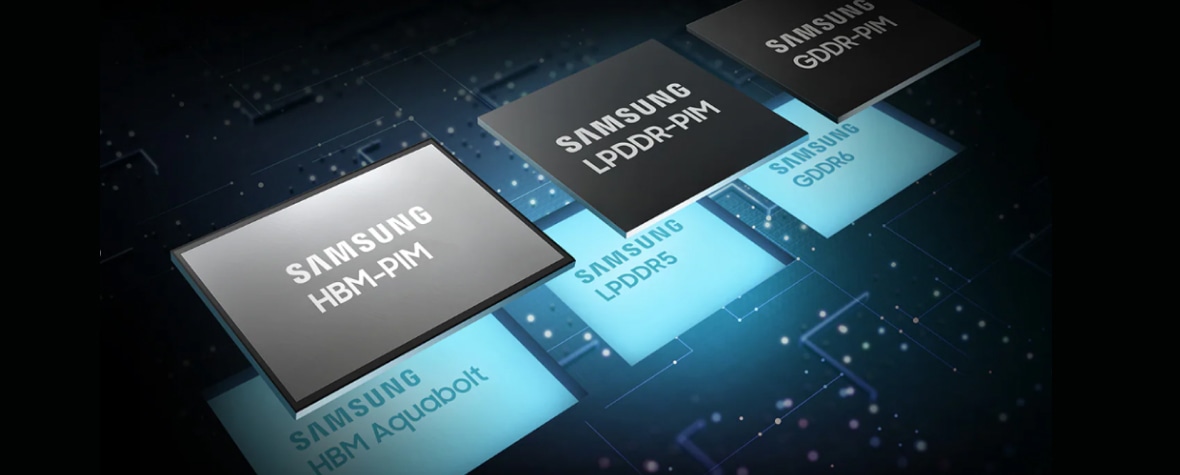 SAMSUNG
HBM-PIM
SAMSUNG
HBM Aquabolt
SAMSUNG
LPDDR-PIM
SAMSUNG
LPDDR5
SAMSUNG
GDDR-PIM
SAMSUNG
GDDR6